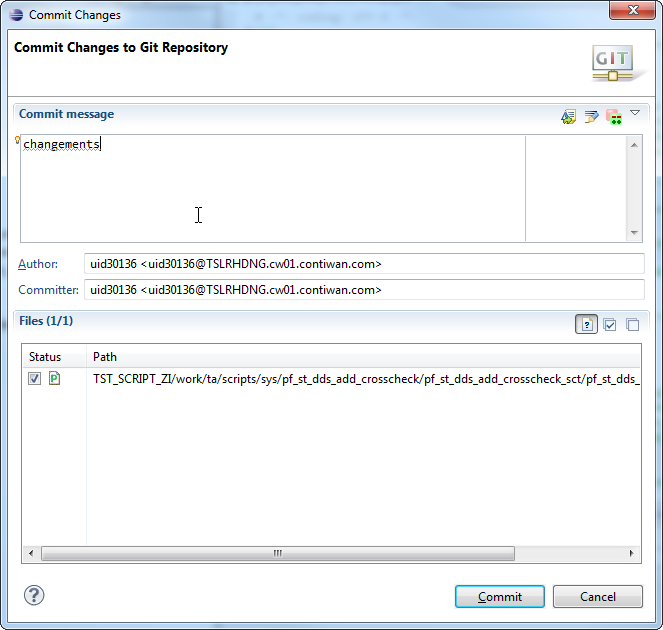 Commit Changes
Commit Changes to Git Repository
GIT
Commit message
changements
Author: uid30136 <uid30136@TSLRHDNG.cw01.contiwan.com>
Committer: uid30136 <uid30136@TSLRHDNG.cw01.contiwan.com>
Files (1/1)
Status Path
P TST_SCRIPT_ZI/work/ta/scripts/sys/pf_st_dds_add_crosscheck/pf_st_dds_add_crosscheck_sct/pf_st_dds_
Commit Cancel